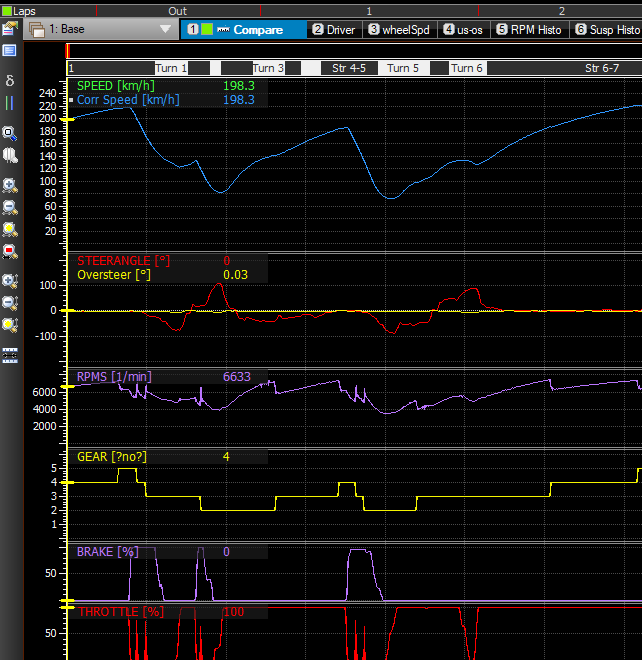 Laps
Out
1
2
1: Base
1 Compare
2 Driver
3 wheelSpd
4 us-os
5 RPM Histo
6 Susp Histo
1
Turn 1
Turn 3
Str 4-5
Turn 5
Turn 6
Str 6-7
SPEED [km/h] 198.3
Corr Speed [km/h] 198.3
240
220
200
180
160
140
120
100
80
60
40
20
STEERANGLE [°] 0
Oversteer [°] 0.03
100
0
-100
RPMS [1/min] 6633
6000
4000
2000
GEAR [?no?] 4
5
4
3
2
1
BRAKE [%] 0
50
THROTTLE [%] 100
50